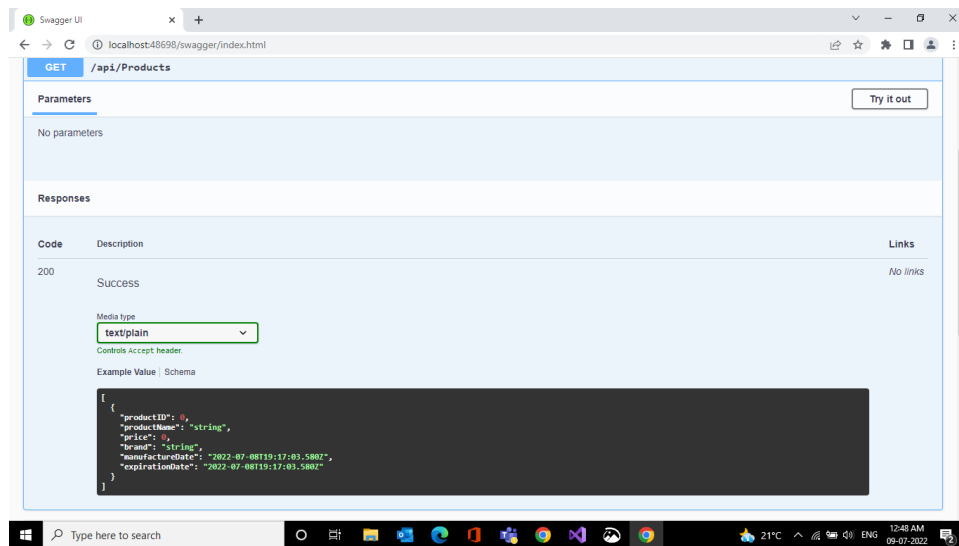 Swagger UI
localhost:48698/swagger/index.html
GET /api/Products
Parameters Try it out
No parameters
Responses
Code Description Links
200 Success No links
Media type
text/plain
Controls Accept header.
Example Value Schema
[
{
"productID": 0,
"productName": "string",
"price": 0,
"brand": "string",
"manufactureDate": "2022-07-08T19:17:03.580Z",
"expirationDate": "2022-07-08T19:17:03.580Z"
}
]
Type here to search
21°C ENG 12:48 AM
09-07-2022
2